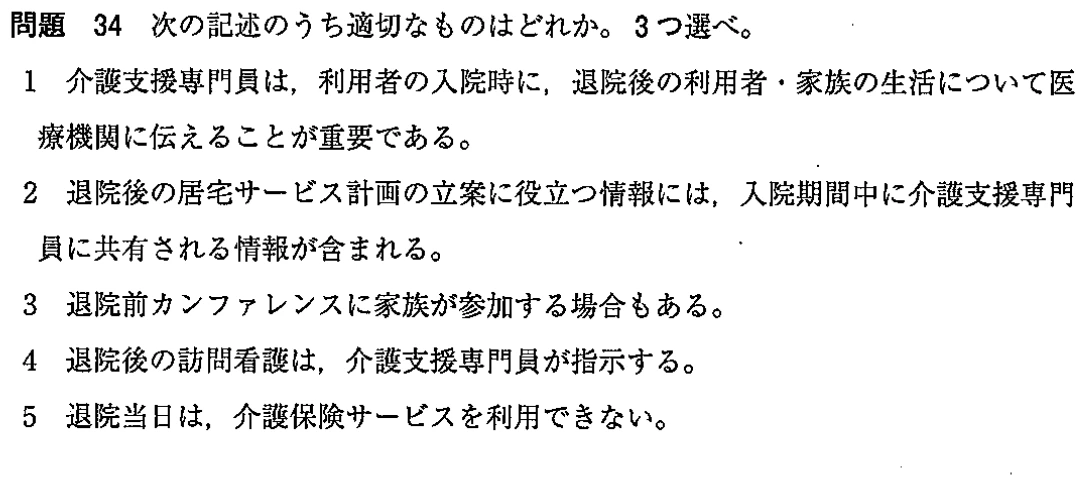 問題 34 次の記述のうち適切なものはどれか。3つ選べ。
1 介護支援専門員は，利用者の入院時に，退院後の利用者・家族の生活について医
療機関に伝えることが重要である。
2 退院後の居宅サービス計画の立案に役立つ情報には，入院期間中に介護支援専門
員に共有される情報が含まれる。
3 退院前カンファレンスに家族が参加する場合もある。
4 退院後の訪問看護は，介護支援専門員が指示する。
5 退院当日は，介護保険サービスを利用できない。